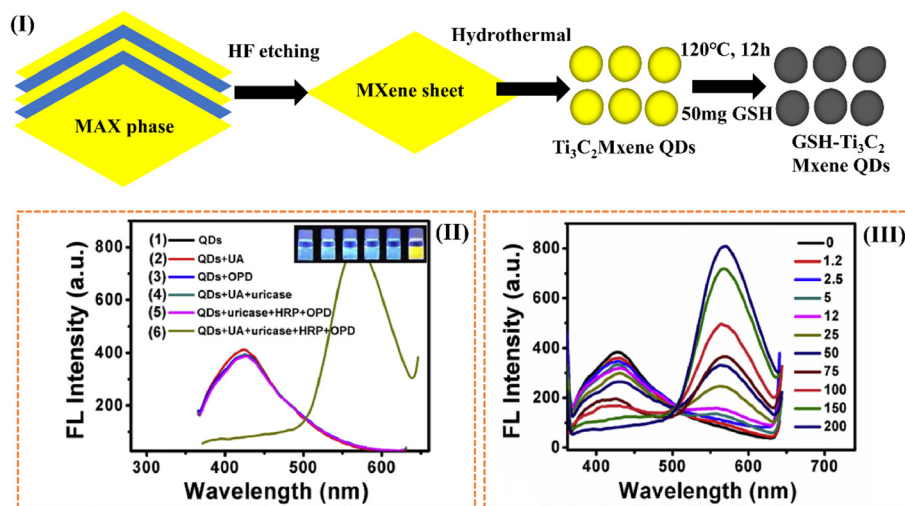 (I)
HF etching
Hydrothermal
120℃, 12h
MAX phase
MXene sheet
50mg GSH
Ti₃C₂Mxene QDs
GSH-Ti₃C₂
Mxene QDs
(II)
FL Intensity (a.u.)
800
600
400
200
300
400
500
600
Wavelength (nm)
(1) QDs
(2) QDs+UA
(3) QDs+OPD
(4) QDs+UA+uricase
(5) QDs+uricase+HRP+OPD
(6) QDs+UA+uricase+HRP+OPD
(III)
FL Intensity (a.u.)
800
700
600
500
400
300
200
100
0
400
500
600
700
Wavelength (nm)
0
1.2
2.5
5
12
25
50
75
100
150
200